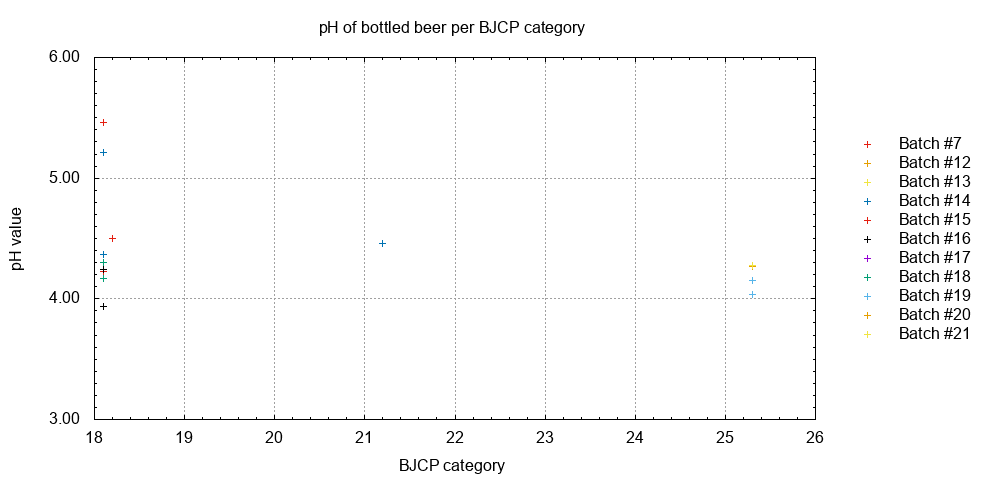 pH of bottled beer per BJCP category
6.00
5.00
4.00
3.00
pH value
18 19 20 21 22 23 24 25 26
BJCP category
Batch #7
Batch #12
Batch #13
Batch #14
Batch #15
Batch #16
Batch #17
Batch #18
Batch #19
Batch #20
Batch #21